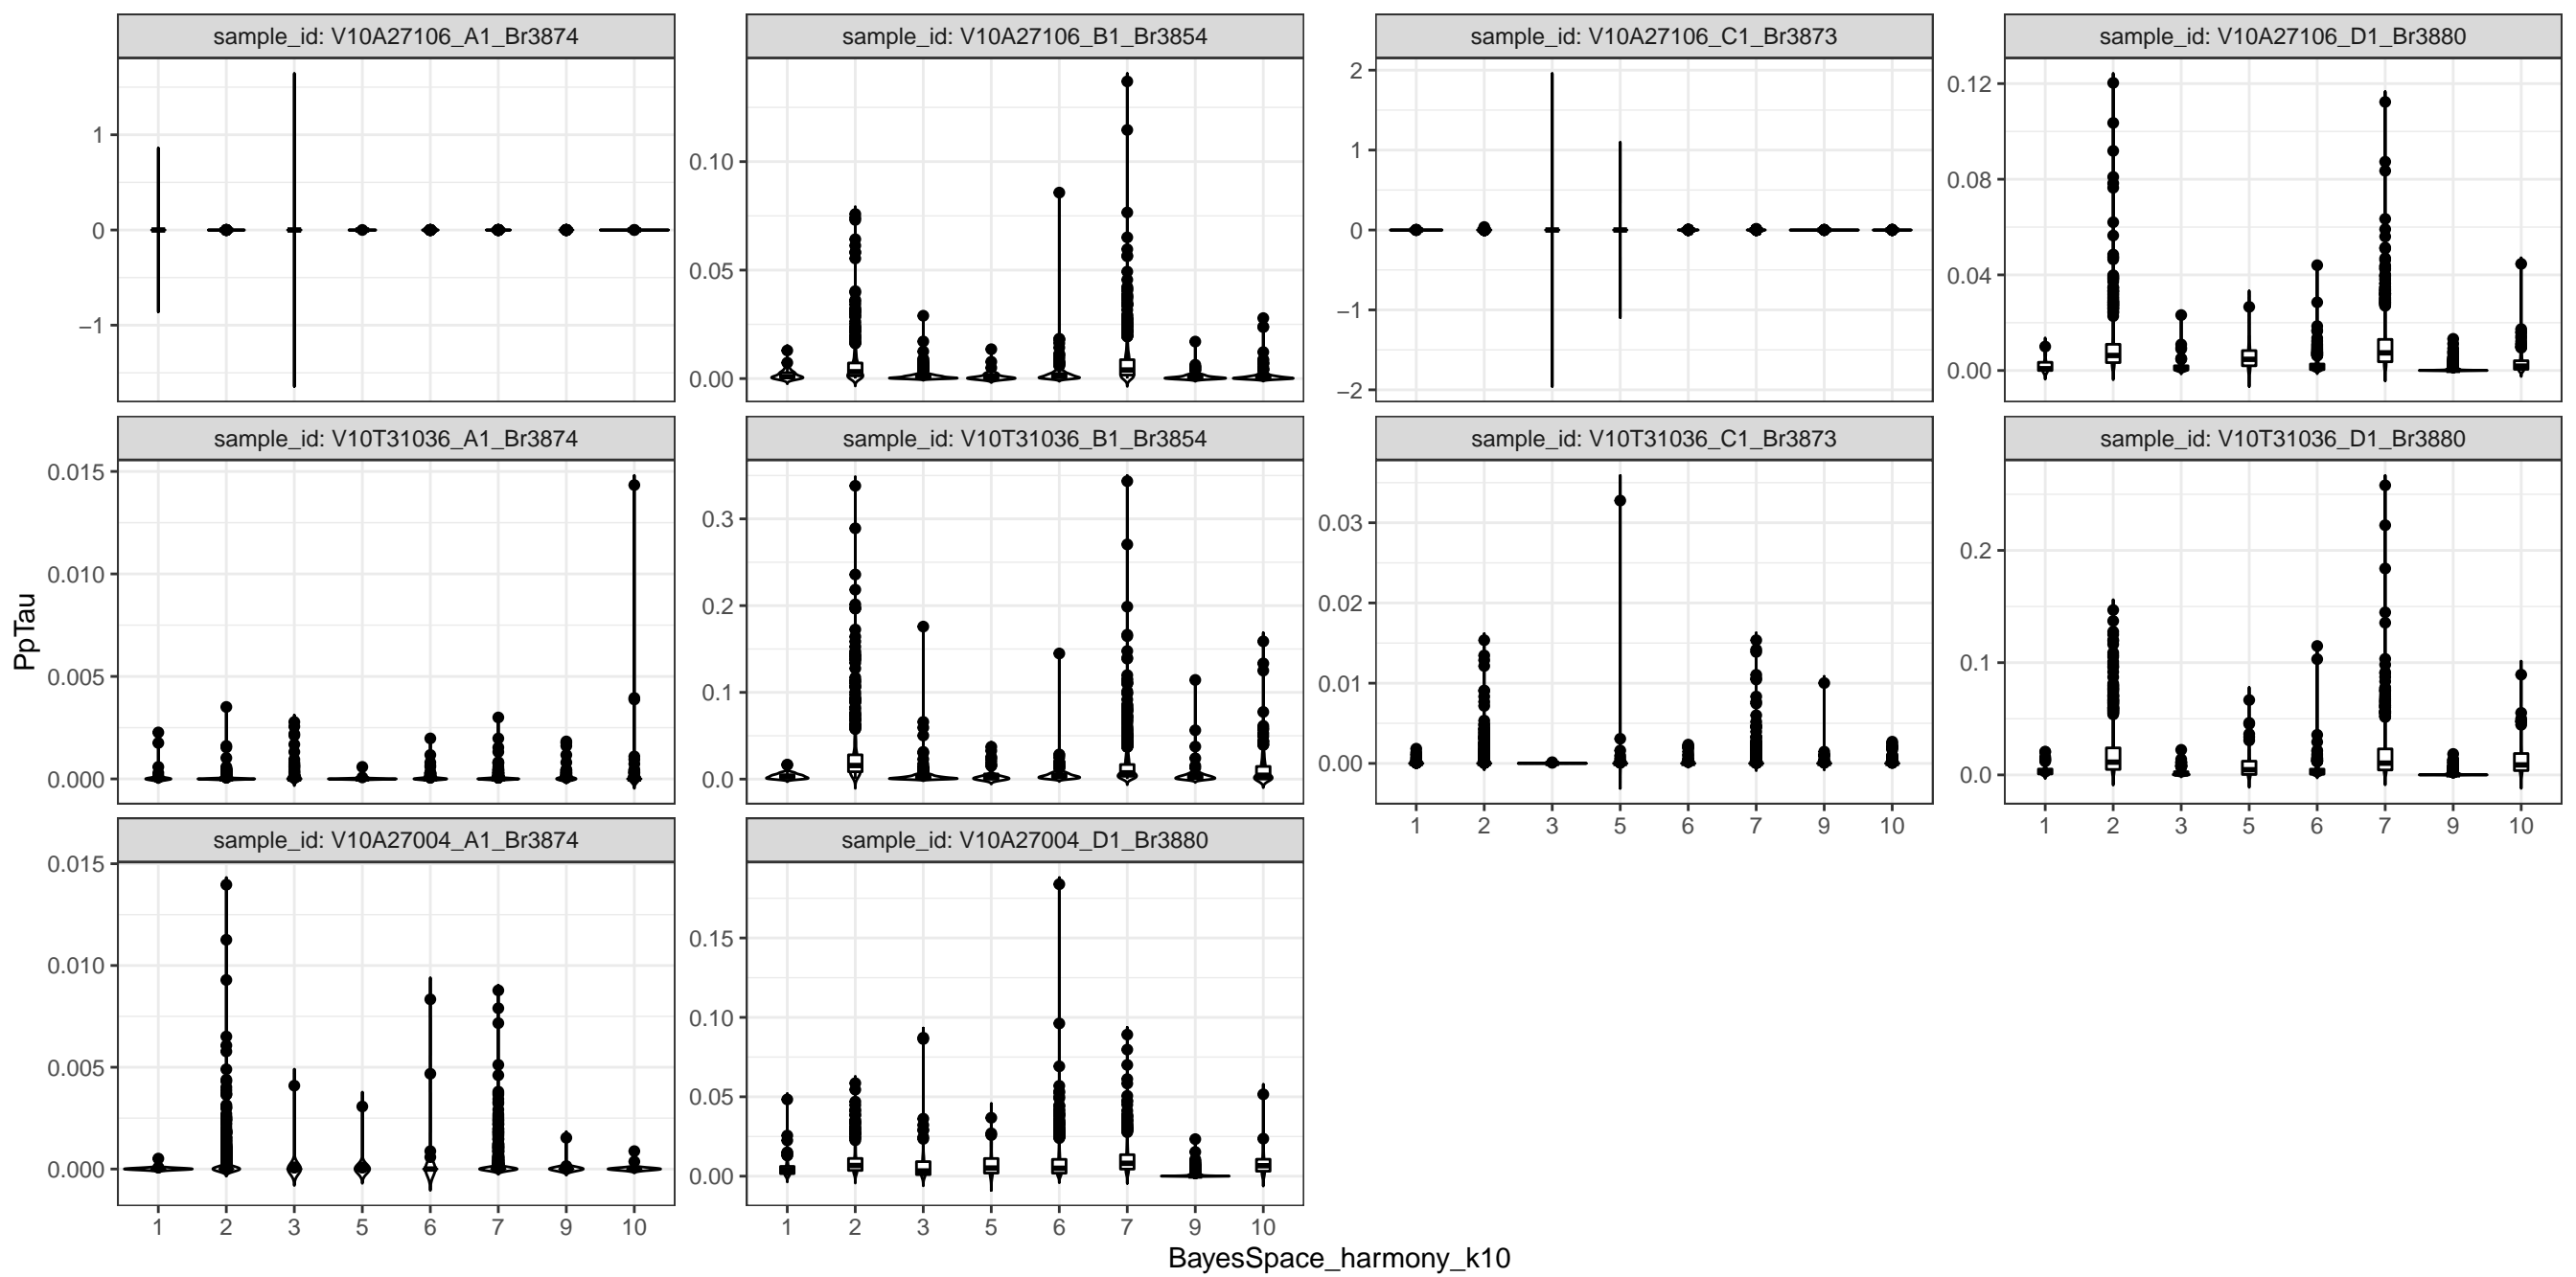 sample_id: V10A27106_A1_Br3874
sample_id: V10A27106_B1_Br3854
sample_id: V10A27106_C1_Br3873
sample_id: V10A27106_D1_Br3880
1
0
−1
0.10
0.05
0.00
2
1
0
−1
−2
0.12
0.08
0.04
0.00
sample_id: V10T31036_A1_Br3874
sample_id: V10T31036_B1_Br3854
sample_id: V10T31036_C1_Br3873
sample_id: V10T31036_D1_Br3880
0.015
0.010
0.005
0.000
0.3
0.2
0.1
0.0
0.03
0.02
0.01
0.00
0.2
0.1
0.0
1 2 3 5 6 7 9 10
1 2 3 5 6 7 9 10
PpTau
sample_id: V10A27004_A1_Br3874
sample_id: V10A27004_D1_Br3880
0.015
0.010
0.005
0.000
0.15
0.10
0.05
0.00
1 2 3 5 6 7 9 10
1 2 3 5 6 7 9 10
BayesSpace_harmony_k10